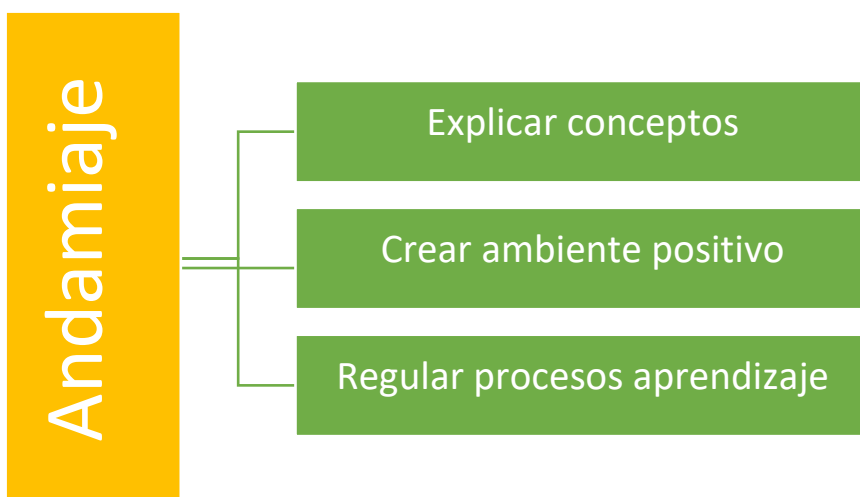 Andamiaje
Explicar conceptos
Crear ambiente positivo
Regular procesos aprendizaje